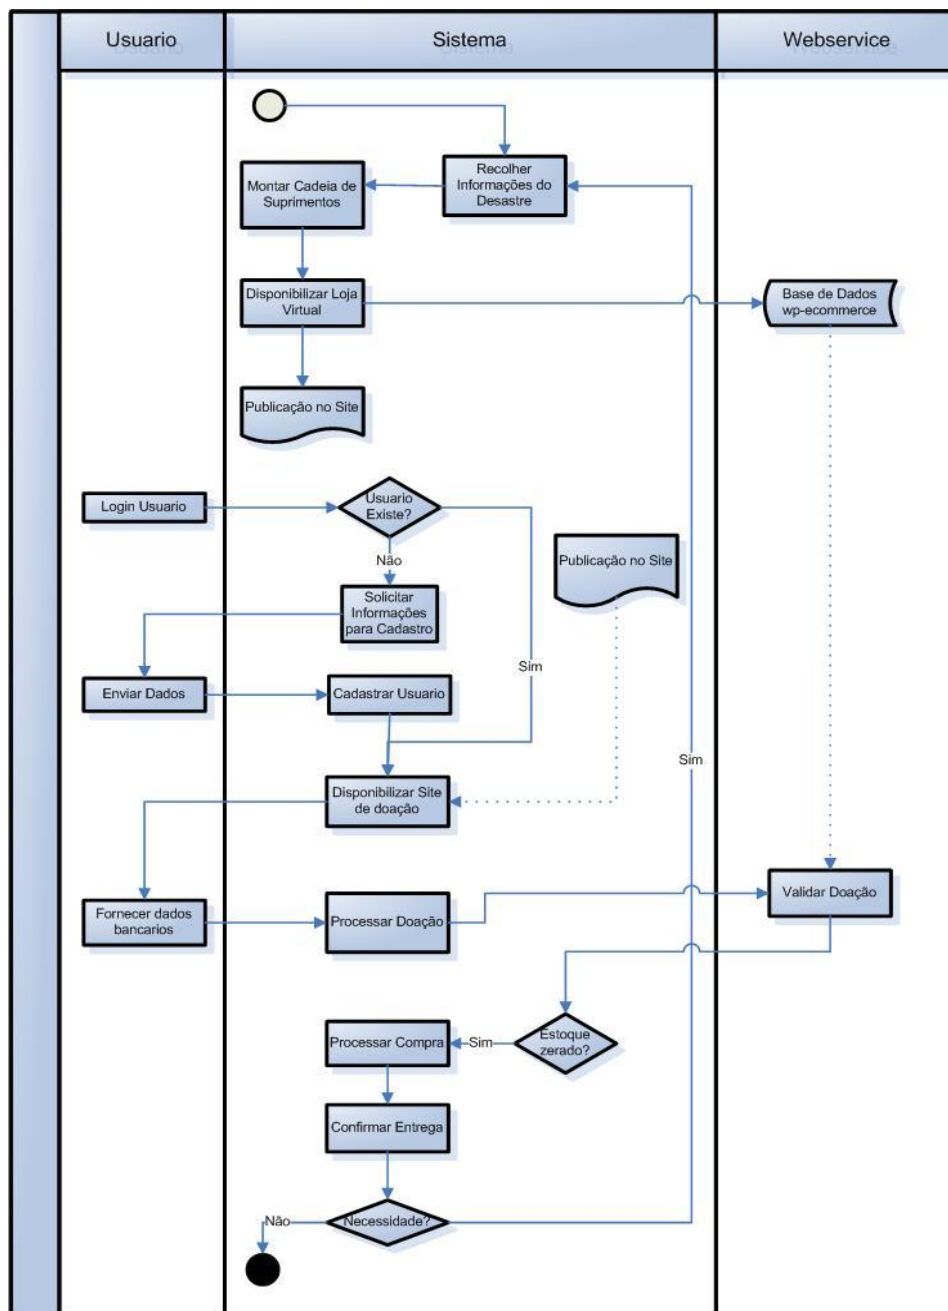 Usuario
Sistema
Webservice
Recolher
Informações do
Desastre
Montar Cadeia de
Suprimentos
Disponibilizar Loja
Virtual
Base de Dados
wp-ecommerce
Publicação no Site
Login Usuario
Usuario
Existe?
Não
Publicação no Site
Solicitar
Informações
para Cadastro
Sim
Enviar Dados
Cadastrar Usuario
Sim
Disponibilizar Site
de doação
Fornecer dados
bancarios
Processar Doação
Validar Doação
Estoque
zerado?
Sim
Processar Compra
Confirmar Entrega
Necessidade?
Não